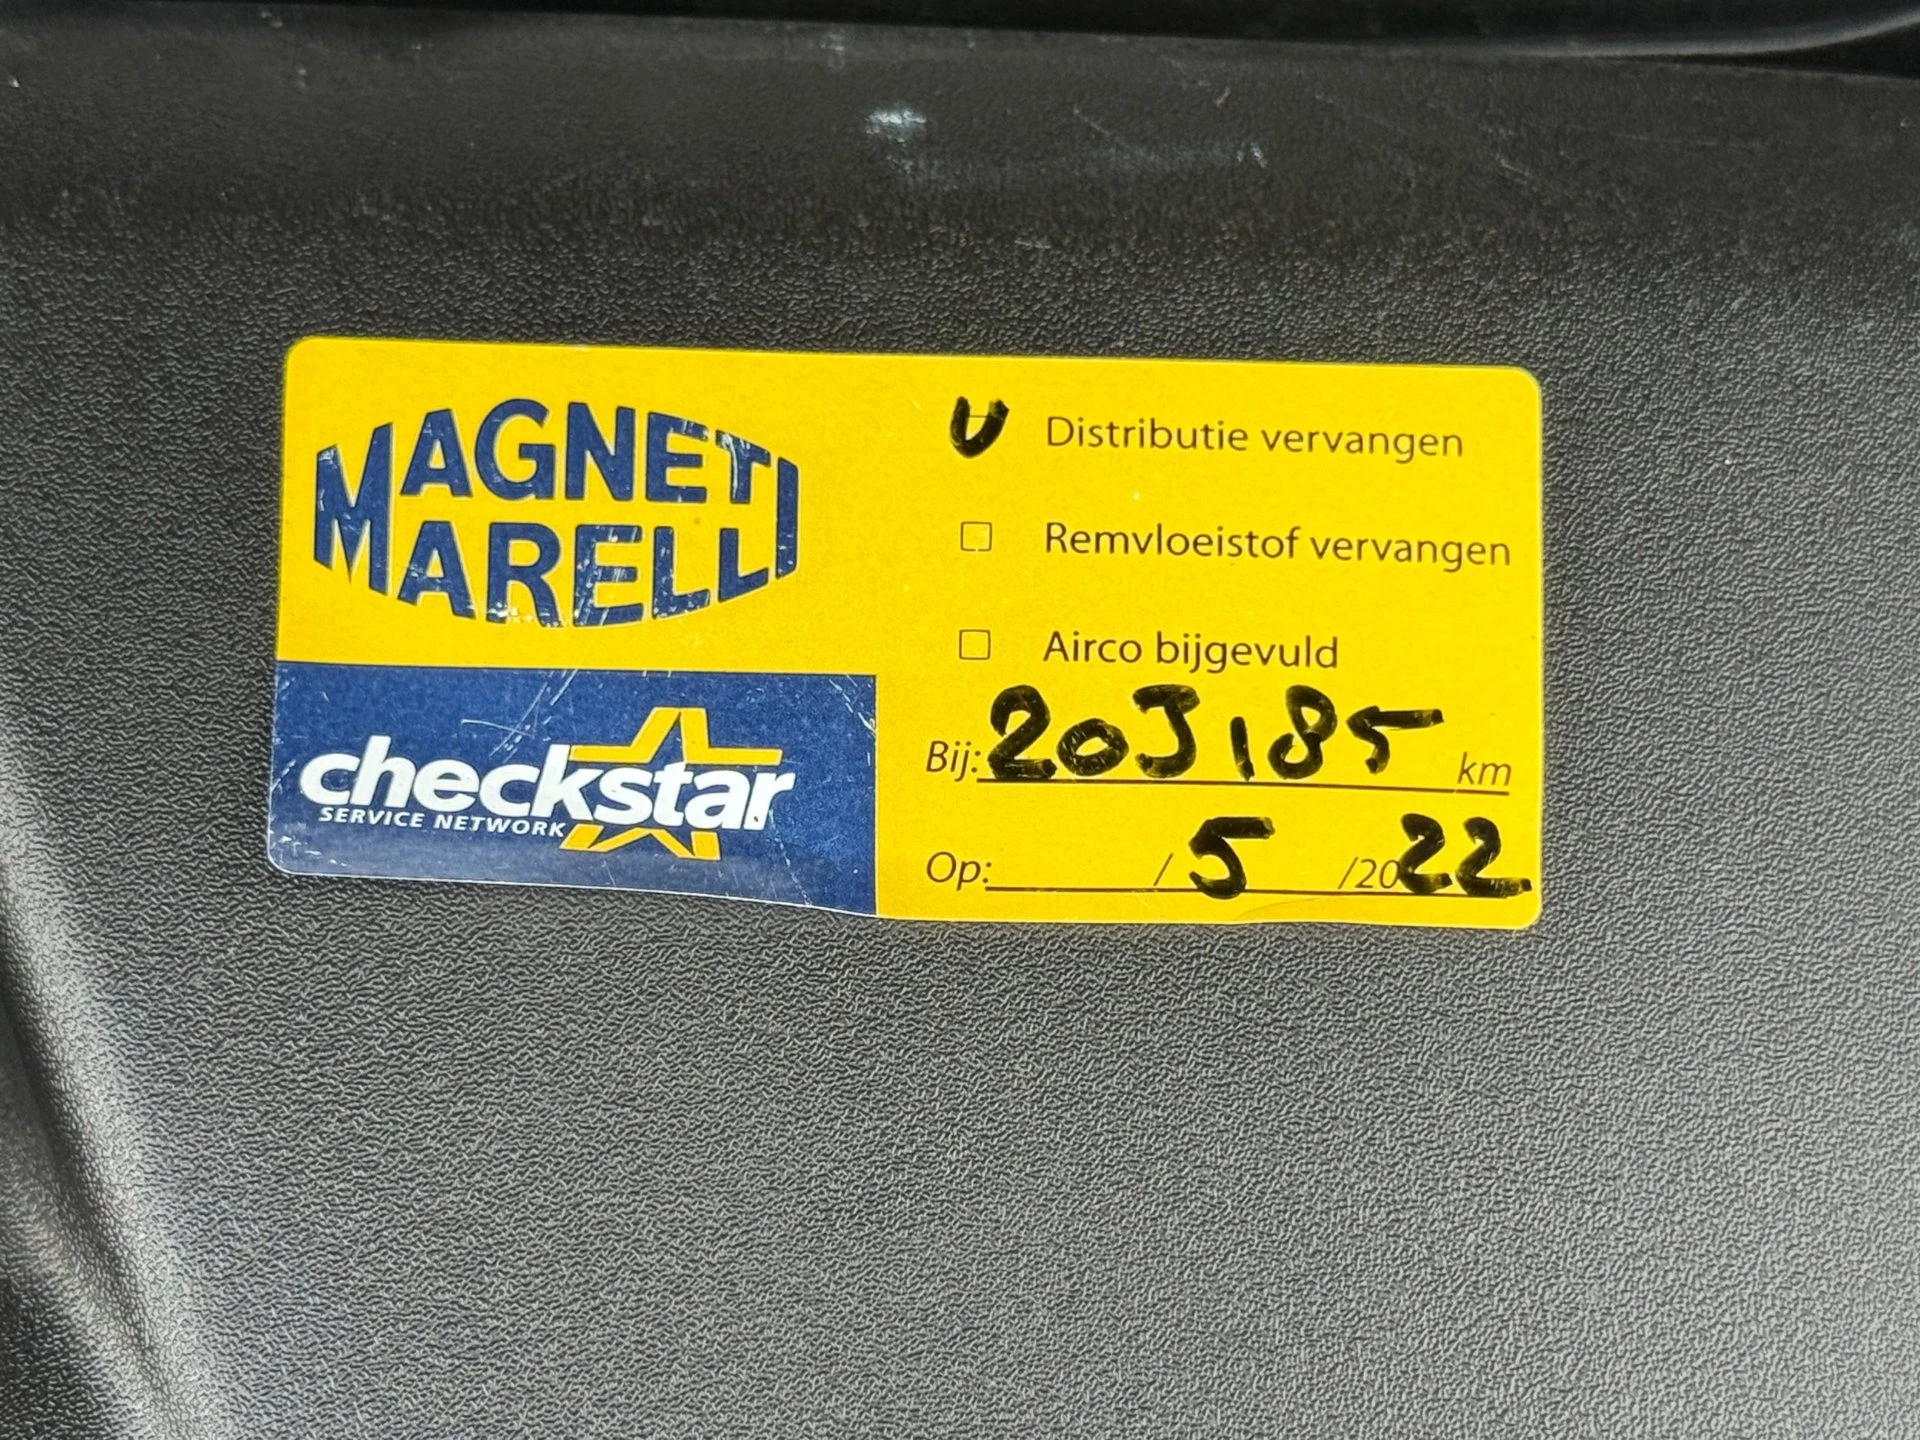 MAGNETI
MARELLI
checkstar
SERVICE NETWORK
Distributie vervangen
Remvloeistof vervangen
Airco bijgevuld
Bij: 203185 km
Op: / 5 /2022